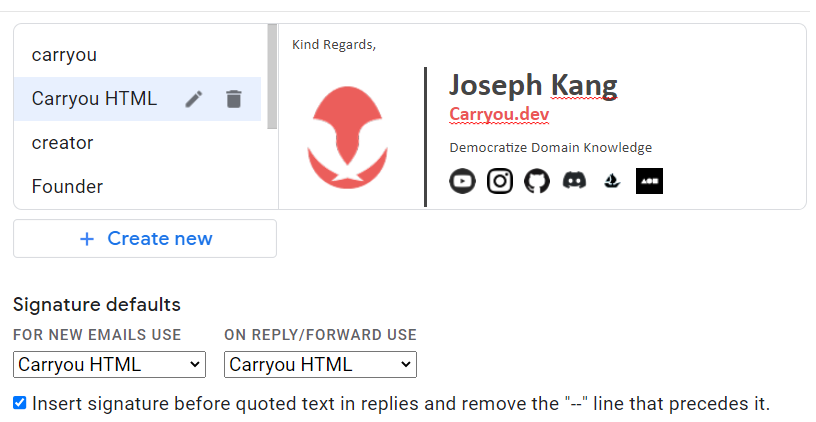 carryou
Carryou HTML
creator
Founder
Kind Regards,
Joseph Kang
Carryou.dev
Democratize Domain Knowledge
+ Create new
Signature defaults
FOR NEW EMAILS USE
ON REPLY/FORWARD USE
Carryou HTML
Carryou HTML
Insert signature before quoted text in replies and remove the "--" line that precedes it.